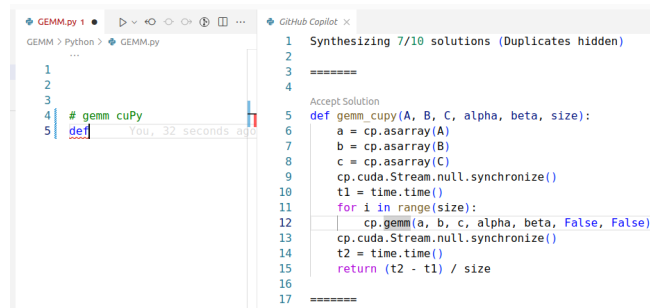 GEMM.py 1
GEMM > Python > GEMM.py
...
1
2
3
4 # gemm cuPy
5 def You, 32 seconds ago
GitHub Copilot
1 Synthesizing 7/10 solutions (Duplicates hidden)
2
3 =======
4
Accept Solution
5 def gemm_cupy(A, B, C, alpha, beta, size):
6 a = cp.asarray(A)
7 b = cp.asarray(B)
8 c = cp.asarray(C)
9 cp.cuda.Stream.null.synchronize()
10 t1 = time.time()
11 for i in range(size):
12 cp.gemm(a, b, c, alpha, beta, False, False)
13 cp.cuda.Stream.null.synchronize()
14 t2 = time.time()
15 return (t2 - t1) / size
16
17 =======